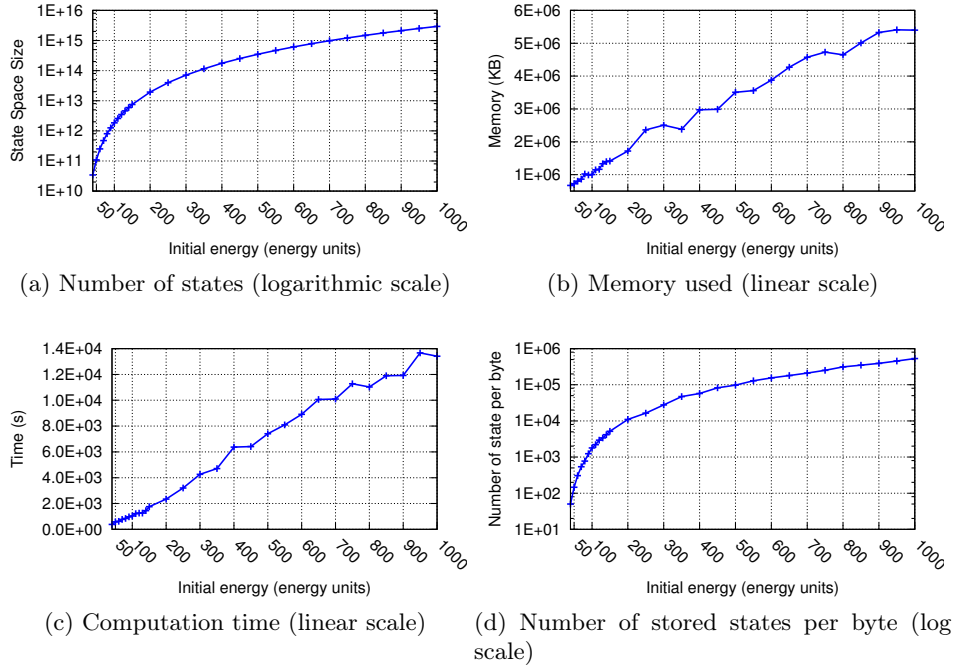 1E+16
1E+15
1E+14
1E+13
1E+12
1E+11
1E+10
State Space Size
50
100
200
300
400
500
600
700
800
900
1000
Initial energy (energy units)
(a) Number of states (logarithmic scale)
6E+06
5E+06
4E+06
3E+06
2E+06
1E+06
Memory (KB)
50
100
200
300
400
500
600
700
800
900
1000
Initial energy (energy units)
(b) Memory used (linear scale)
1.4E+04
1.2E+04
1.0E+04
8.0E+03
6.0E+03
4.0E+03
2.0E+03
0.0E+00
Time (s)
50
100
200
300
400
500
600
700
800
900
1000
Initial energy (energy units)
(c) Computation time (linear scale)
1E+06
1E+05
1E+04
1E+03
1E+02
1E+01
Number of state per byte
50
100
200
300
400
500
600
700
800
900
1000
Initial energy (energy units)
(d) Number of stored states per byte (log
scale)